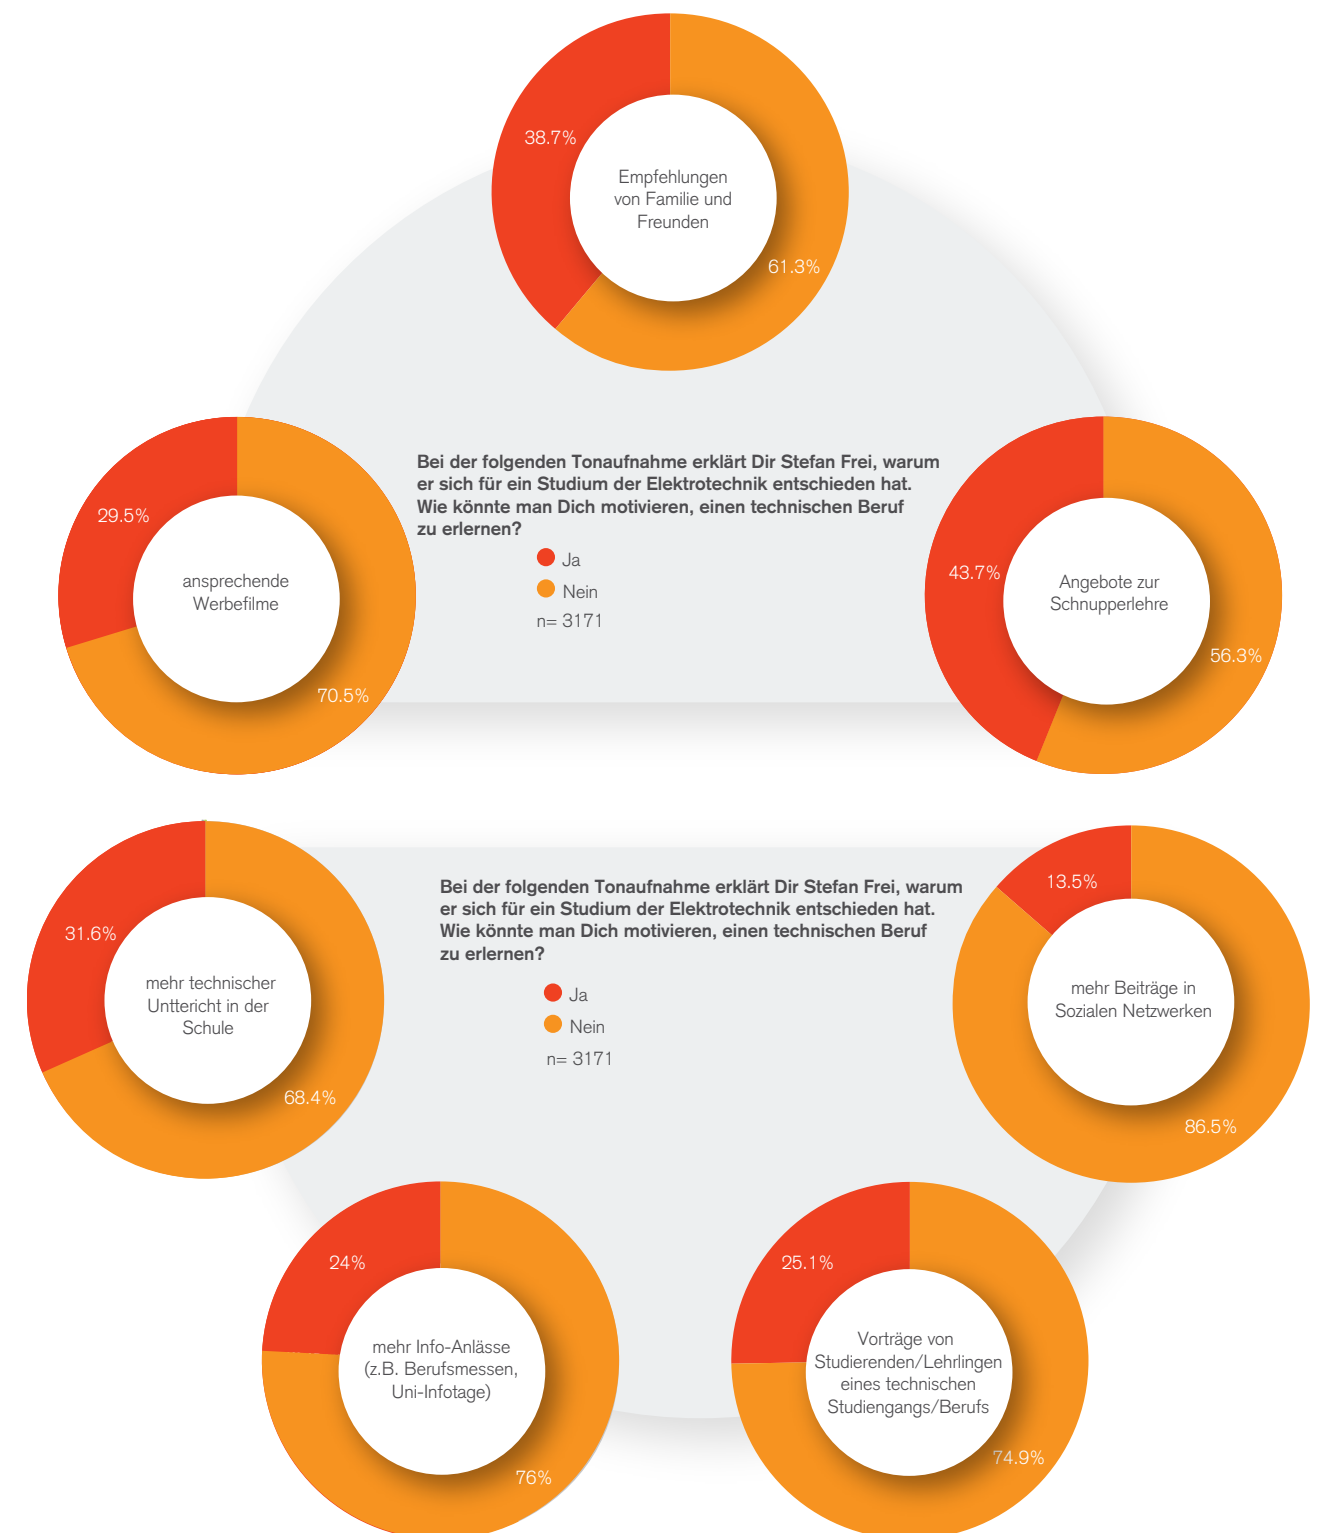 38.7%
Empfehlungen
von Familie und
Freunden
61.3%
Bei der folgenden Tonaufnahme erklärt Dir Stefan Frei, warum
er sich für ein Studium der Elektrotechnik entschieden hat.
Wie könnte man Dich motivieren, einen technischen Beruf
zu erlernen?
Ja
Nein
n= 3171
29.5%
ansprechende
Werbefilme
70.5%
43.7%
Angebote zur
Schnupperlehre
56.3%
31.6%
mehr technischer
Unttericht in der
Schule
68.4%
Bei der folgenden Tonaufnahme erklärt Dir Stefan Frei, warum
er sich für ein Studium der Elektrotechnik entschieden hat.
Wie könnte man Dich motivieren, einen technischen Beruf
zu erlernen?
Ja
Nein
n= 3171
13.5%
mehr Beiträge in
Sozialen Netzwerken
86.5%
24%
mehr Info-Anlässe
(z.B. Berufsmessen,
Uni-Infotage)
76%
25.1%
Vorträge von
Studierenden/Lehrlingen
eines technischen
Studiengangs/Berufs
74.9%